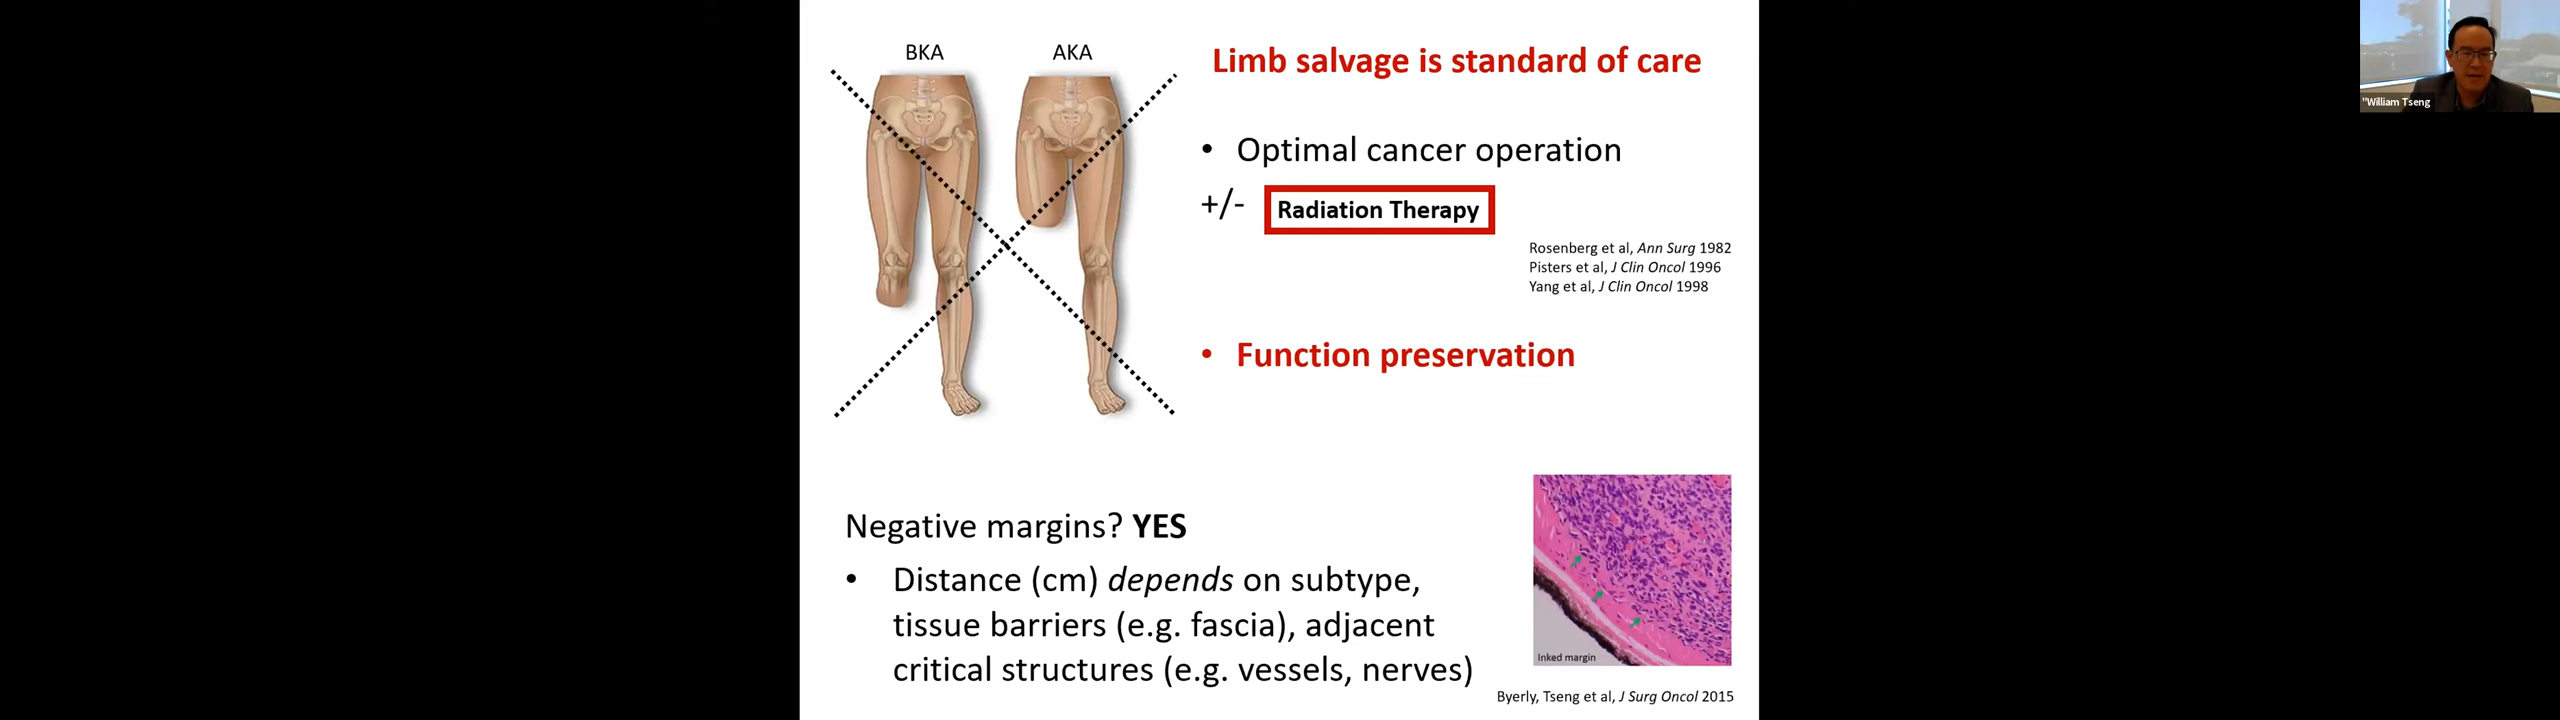 BKA
AKA
Limb salvage is standard of care
• Optimal cancer operation
+/- Radiation Therapy
Rosenberg et al, Ann Surg 1982
Pisters et al, J Clin Oncol 1996
Yang et al, J Clin Oncol 1998
• Function preservation
Negative margins? YES
• Distance (cm) depends on subtype,
tissue barriers (e.g. fascia), adjacent
critical structures (e.g. vessels, nerves)
Inked margin
Byerly, Tseng et al, J Surg Oncol 2015
"William Tseng